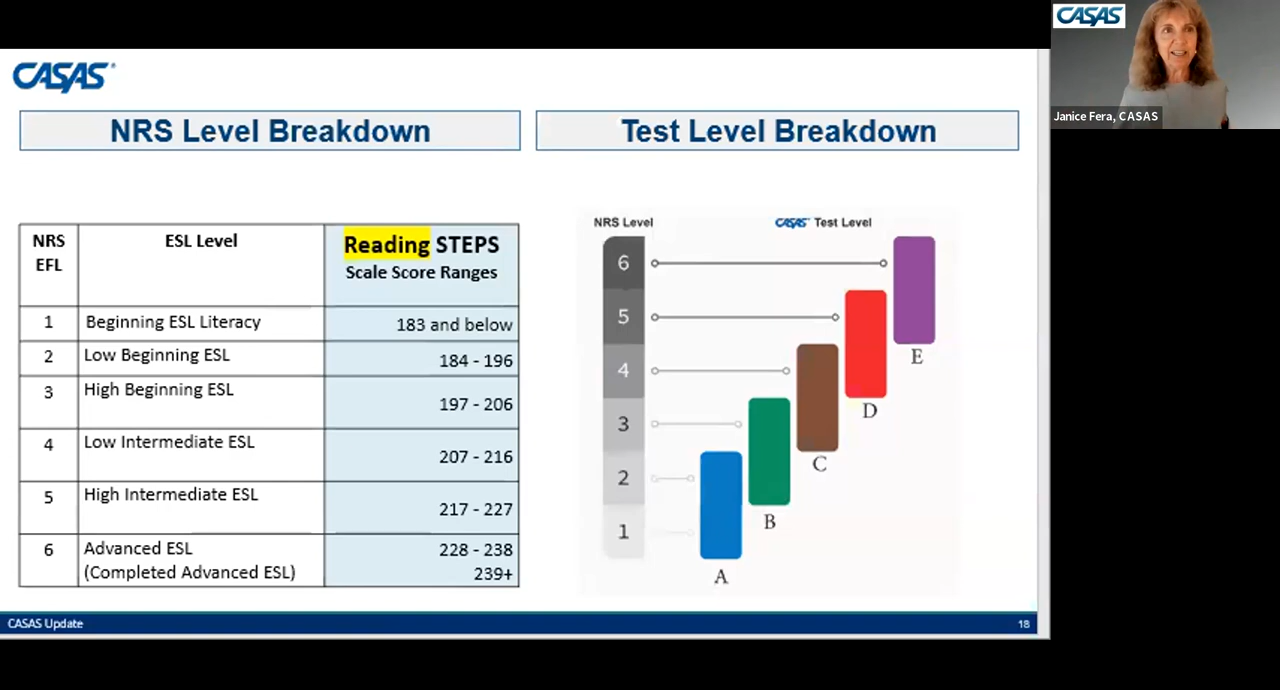 CASAS
Janice Fera, CASAS
CASAS®
NRS Level Breakdown
Test Level Breakdown
NRS EFL
ESL Level
Reading STEPS
Scale Score Ranges
1 Beginning ESL Literacy 183 and below
2 Low Beginning ESL 184 - 196
3 High Beginning ESL 197 - 206
4 Low Intermediate ESL 207 - 216
5 High Intermediate ESL 217 - 227
6 Advanced ESL 228 - 238
(Completed Advanced ESL) 239+
NRS Level
CASAS Test Level
6
5
4
3
2
1
E
D
C
B
A
CASAS Update
18